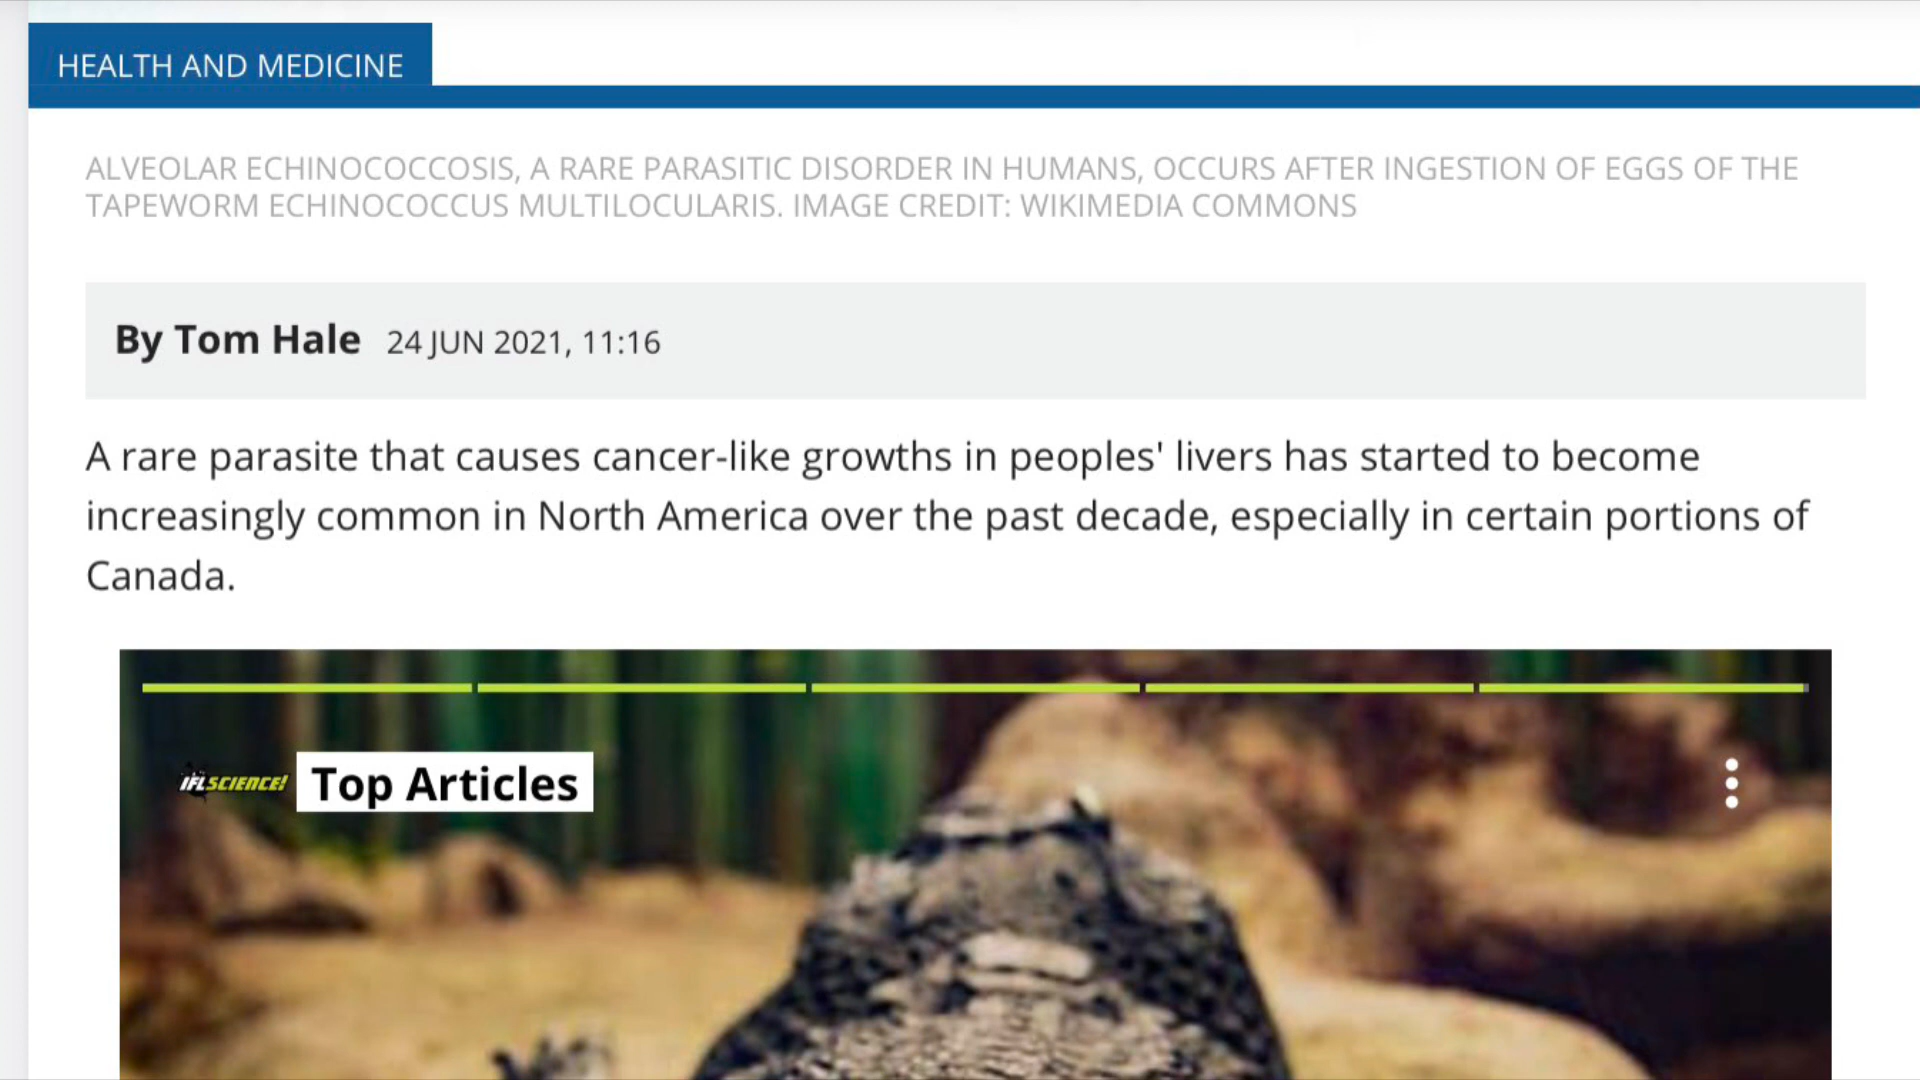 HEALTH AND MEDICINE
ALVEOLAR ECHINOCOCCOSIS, A RARE PARASITIC DISORDER IN HUMANS, OCCURS AFTER INGESTION OF EGGS OF THE
TAPEWORM ECHINOCOCCUS MULTILOCULARIS. IMAGE CREDIT: WIKIMEDIA COMMONS
By Tom Hale 24 JUN 2021, 11:16
A rare parasite that causes cancer-like growths in peoples' livers has started to become
increasingly common in North America over the past decade, especially in certain portions of
Canada.
IFLSCIENCE! Top Articles